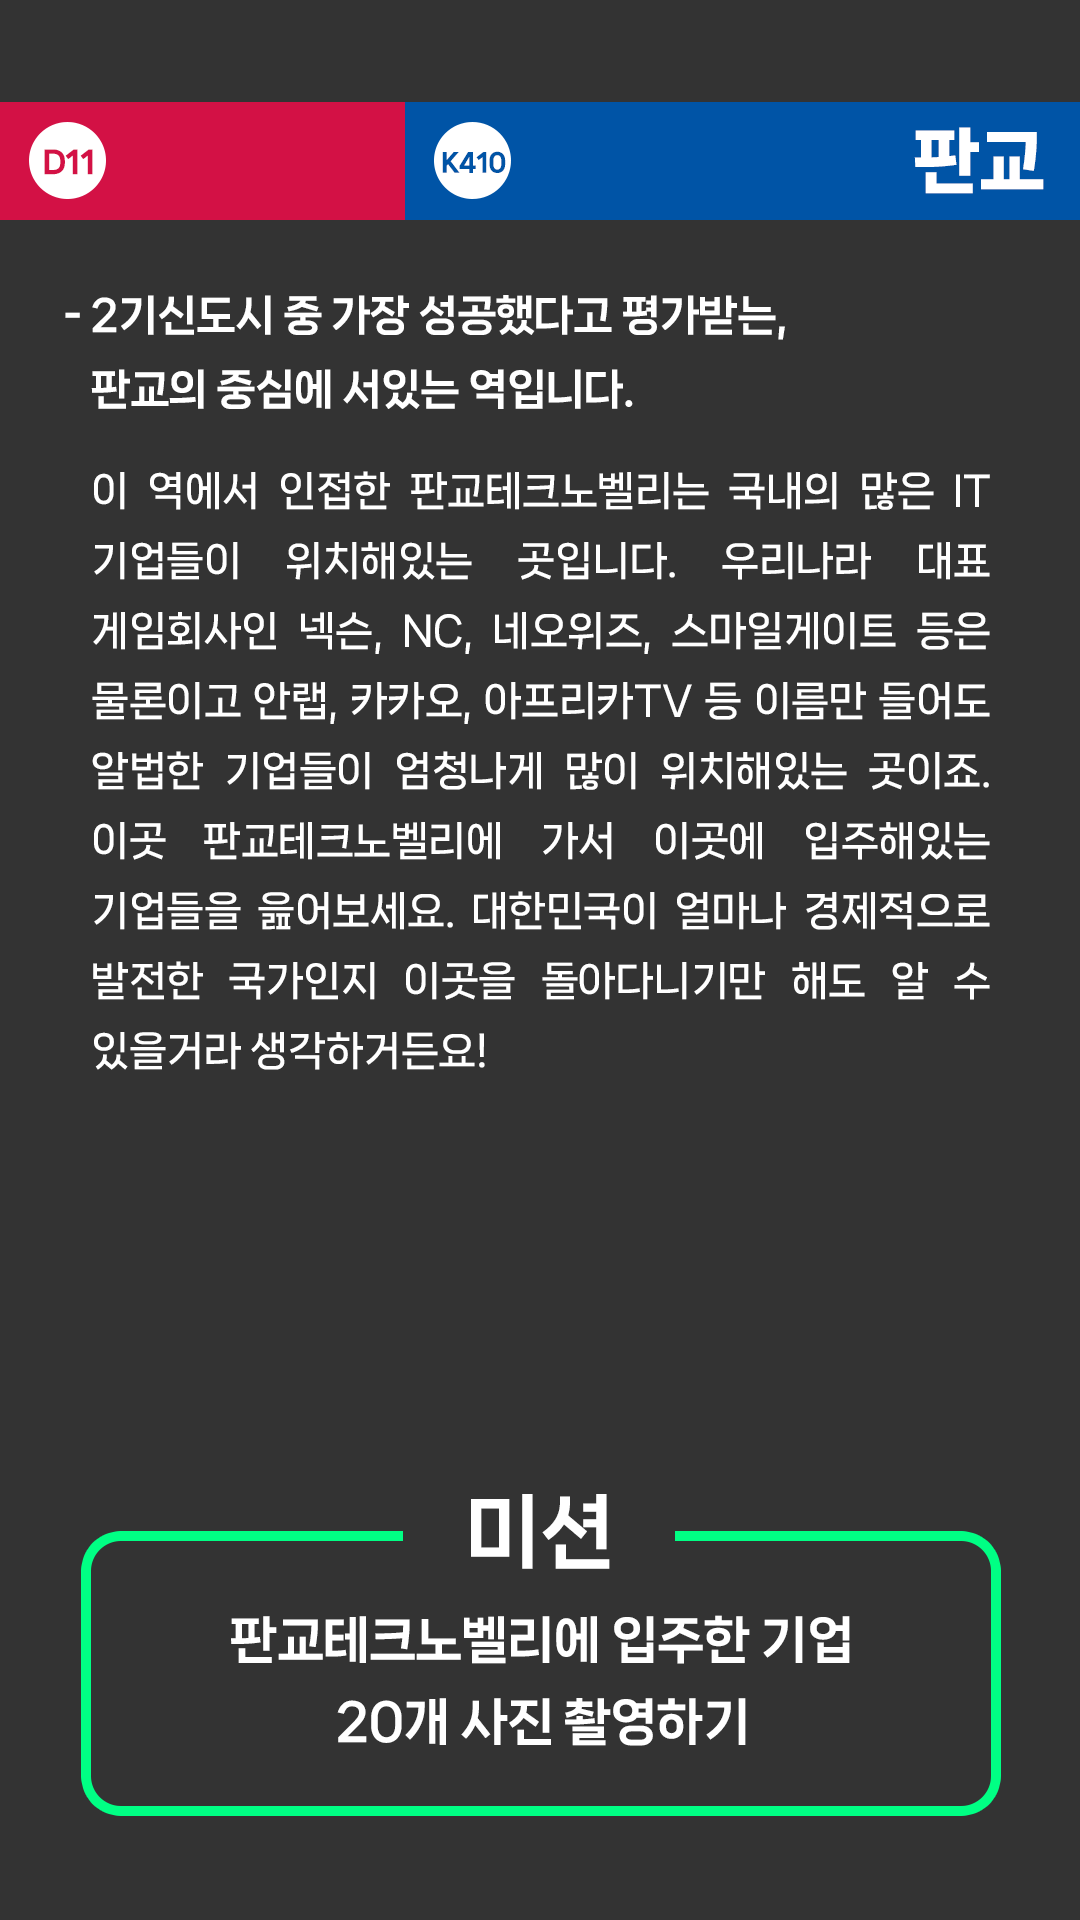 D11 K410 판교
- 2기신도시 중 가장 성공했다고 평가받는,
판교의 중심에 서있는 역입니다.
이 역에서 인접한 판교테크노벨리는 국내의 많은 IT
기업들이 위치해있는 곳입니다. 우리나라 대표
게임회사인 넥슨, NC, 네오위즈, 스마일게이트 등은
물론이고 안랩, 카카오, 아프리카TV 등 이름만 들어도
알법한 기업들이 엄청나게 많이 위치해있는 곳이죠.
이곳 판교테크노벨리에 가서 이곳에 입주해있는
기업들을 읊어보세요. 대한민국이 얼마나 경제적으로
발전한 국가인지 이곳을 돌아다니기만 해도 알 수
있을거라 생각하거든요!
미션
판교테크노벨리에 입주한 기업
20개 사진 촬영하기